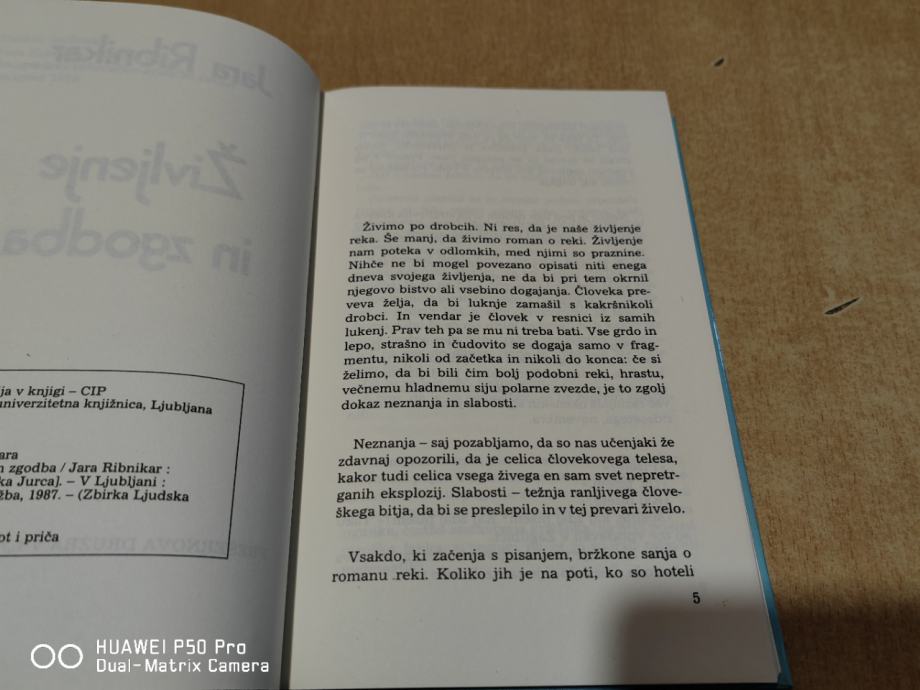 Jara Ribnikar
Življenje
in zgodba
ija v knjigi – CIP
univerzitetna knjižnica, Ljubljana
ara
n zgodba / Jara Ribnikar :
ka Jurca]. – V Ljubljani :
žba, 1987. – (Zbirka Ljudska
ot i priča
Živimo po drobcih. Ni res, da je naše življenje
reka. Še manj, da živimo roman o reki. Življenje
nam poteka v odlomkih, med njimi so praznine.
Nihče ne bi mogel povezano opisati niti enega
dneva svojega življenja, ne da bi pri tem okrnil
njegovo bistvo ali vsebino dogajanja. Človeka pre-
veva želja, da bi luknje zamašil s kakršnikoli
drobci. In vendar je človek v resnici iz samih
lukenj. Prav teh pa se mu ni treba bati. Vse grdo in
lepo, strašno in čudovito se dogaja samo v frag-
mentu, nikoli od začetka in nikoli do konca: če si
želimo, da bi bili čim bolj podobni reki, hrastu,
večnemu hladnemu siju polarne zvezde, je to zgolj
dokaz neznanja in slabosti.
Neznanja – saj pozabljamo, da so nas učenjaki že
zdavnaj opozorili, da je celica človekovega telesa,
kakor tudi celica vsega živega en sam svet nepretr-
ganih eksplozij. Slabosti – težnja ranljivega člove-
škega bitja, da bi se preslepilo in v tej prevari živelo.
Vsakdo, ki začenja s pisanjem, bržkone sanja o
romanu reki. Koliko jih je na poti, ko so hoteli
5
HUAWEI P50 Pro
Dual-Matrix Camera